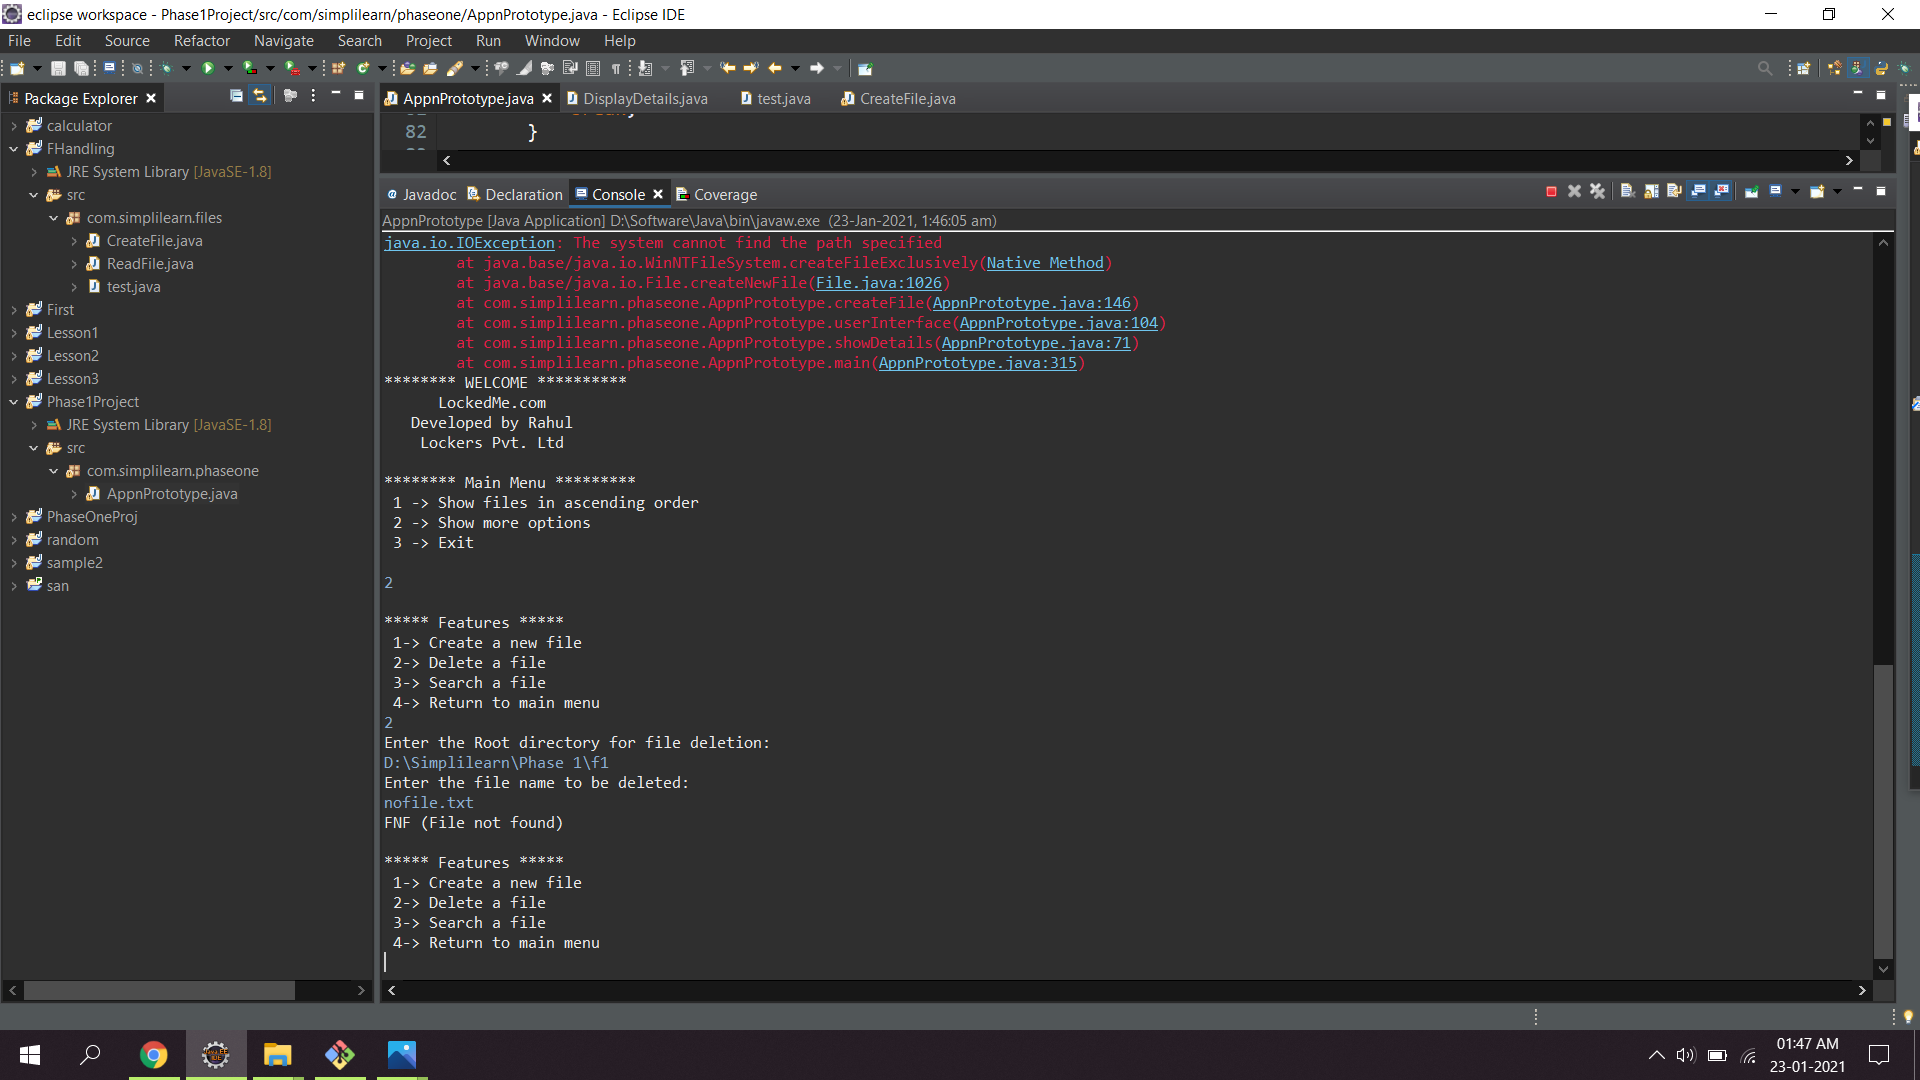 eclipse workspace - Phase1Project/src/com/simplilearn/phaseone/AppnPrototype.java - Eclipse IDE
File Edit Source Refactor Navigate Search Project Run Window Help
Package Explorer
calculator
FHandling
JRE System Library [JavaSE-1.8]
src
com.simplilearn.files
CreateFile.java
ReadFile.java
test.java
First
Lesson1
Lesson2
Lesson3
Phase1Project
JRE System Library [JavaSE-1.8]
src
com.simplilearn.phaseone
AppnPrototype.java
PhaseOneProj
random
sample2
san
AppnPrototype.java DisplayDetails.java test.java CreateFile.java
82 }
Javadoc Declaration Console Coverage
AppnPrototype [Java Application] D:\Software\Java\bin\javaw.exe (23-Jan-2021, 1:46:05 am)
java.io.IOException: The system cannot find the path specified
at java.base/java.io.WinNTFileSystem.createFileExclusively(Native Method)
at java.base/java.io.File.createNewFile(File.java:1026)
at com.simplilearn.phaseone.AppnPrototype.createFile(AppnPrototype.java:146)
at com.simplilearn.phaseone.AppnPrototype.userInterface(AppnPrototype.java:104)
at com.simplilearn.phaseone.AppnPrototype.showDetails(AppnPrototype.java:71)
at com.simplilearn.phaseone.AppnPrototype.main(AppnPrototype.java:315)
******** WELCOME **********
LockedMe.com
Developed by Rahul
Lockers Pvt. Ltd
******** Main Menu *********
1 -> Show files in ascending order
2 -> Show more options
3 -> Exit
2
***** Features *****
1-> Create a new file
2-> Delete a file
3-> Search a file
4-> Return to main menu
2
Enter the Root directory for file deletion:
D:\Simplilearn\Phase 1\f1
Enter the file name to be deleted:
nofile.txt
FNF (File not found)
***** Features *****
1-> Create a new file
2-> Delete a file
3-> Search a file
4-> Return to main menu
01:47 AM
23-01-2021